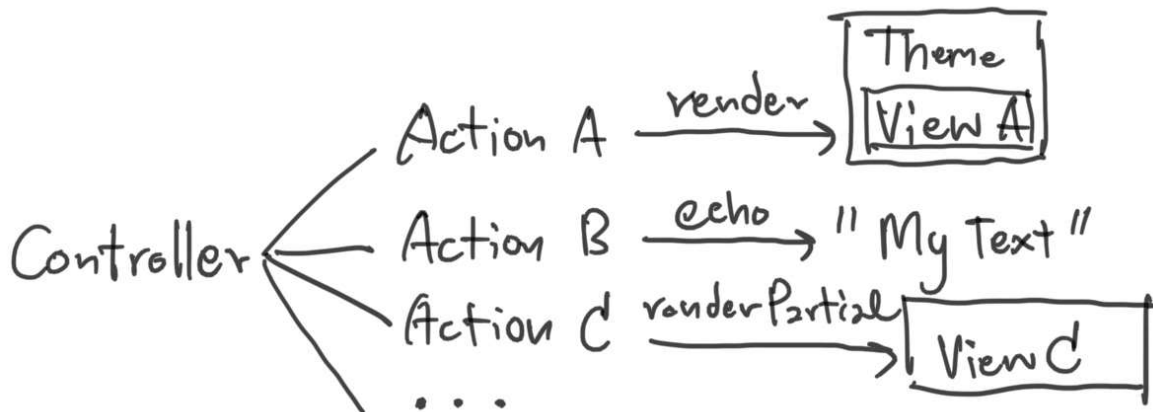 Theme
Action A render View A
Controller Action B echo "My Text"
Action C renderPartial View C
...